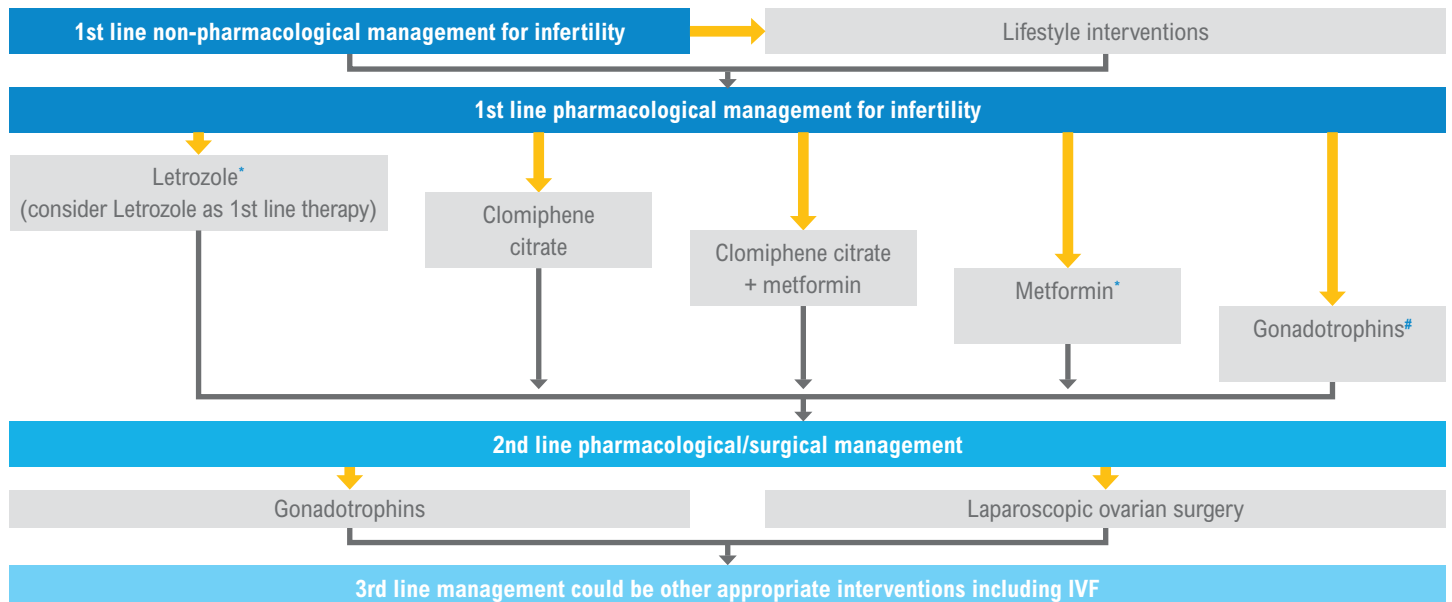 1st line non-pharmacological management for infertility
Lifestyle interventions
1st line pharmacological management for infertility
Letrozole*
(consider Letrozole as 1st line therapy)
Clomiphene
citrate
Clomiphene citrate
+ metformin
Metformin*
Gonadotrophins#
2nd line pharmacological/surgical management
Gonadotrophins
Laparoscopic ovarian surgery
3rd line management could be other appropriate interventions including IVF